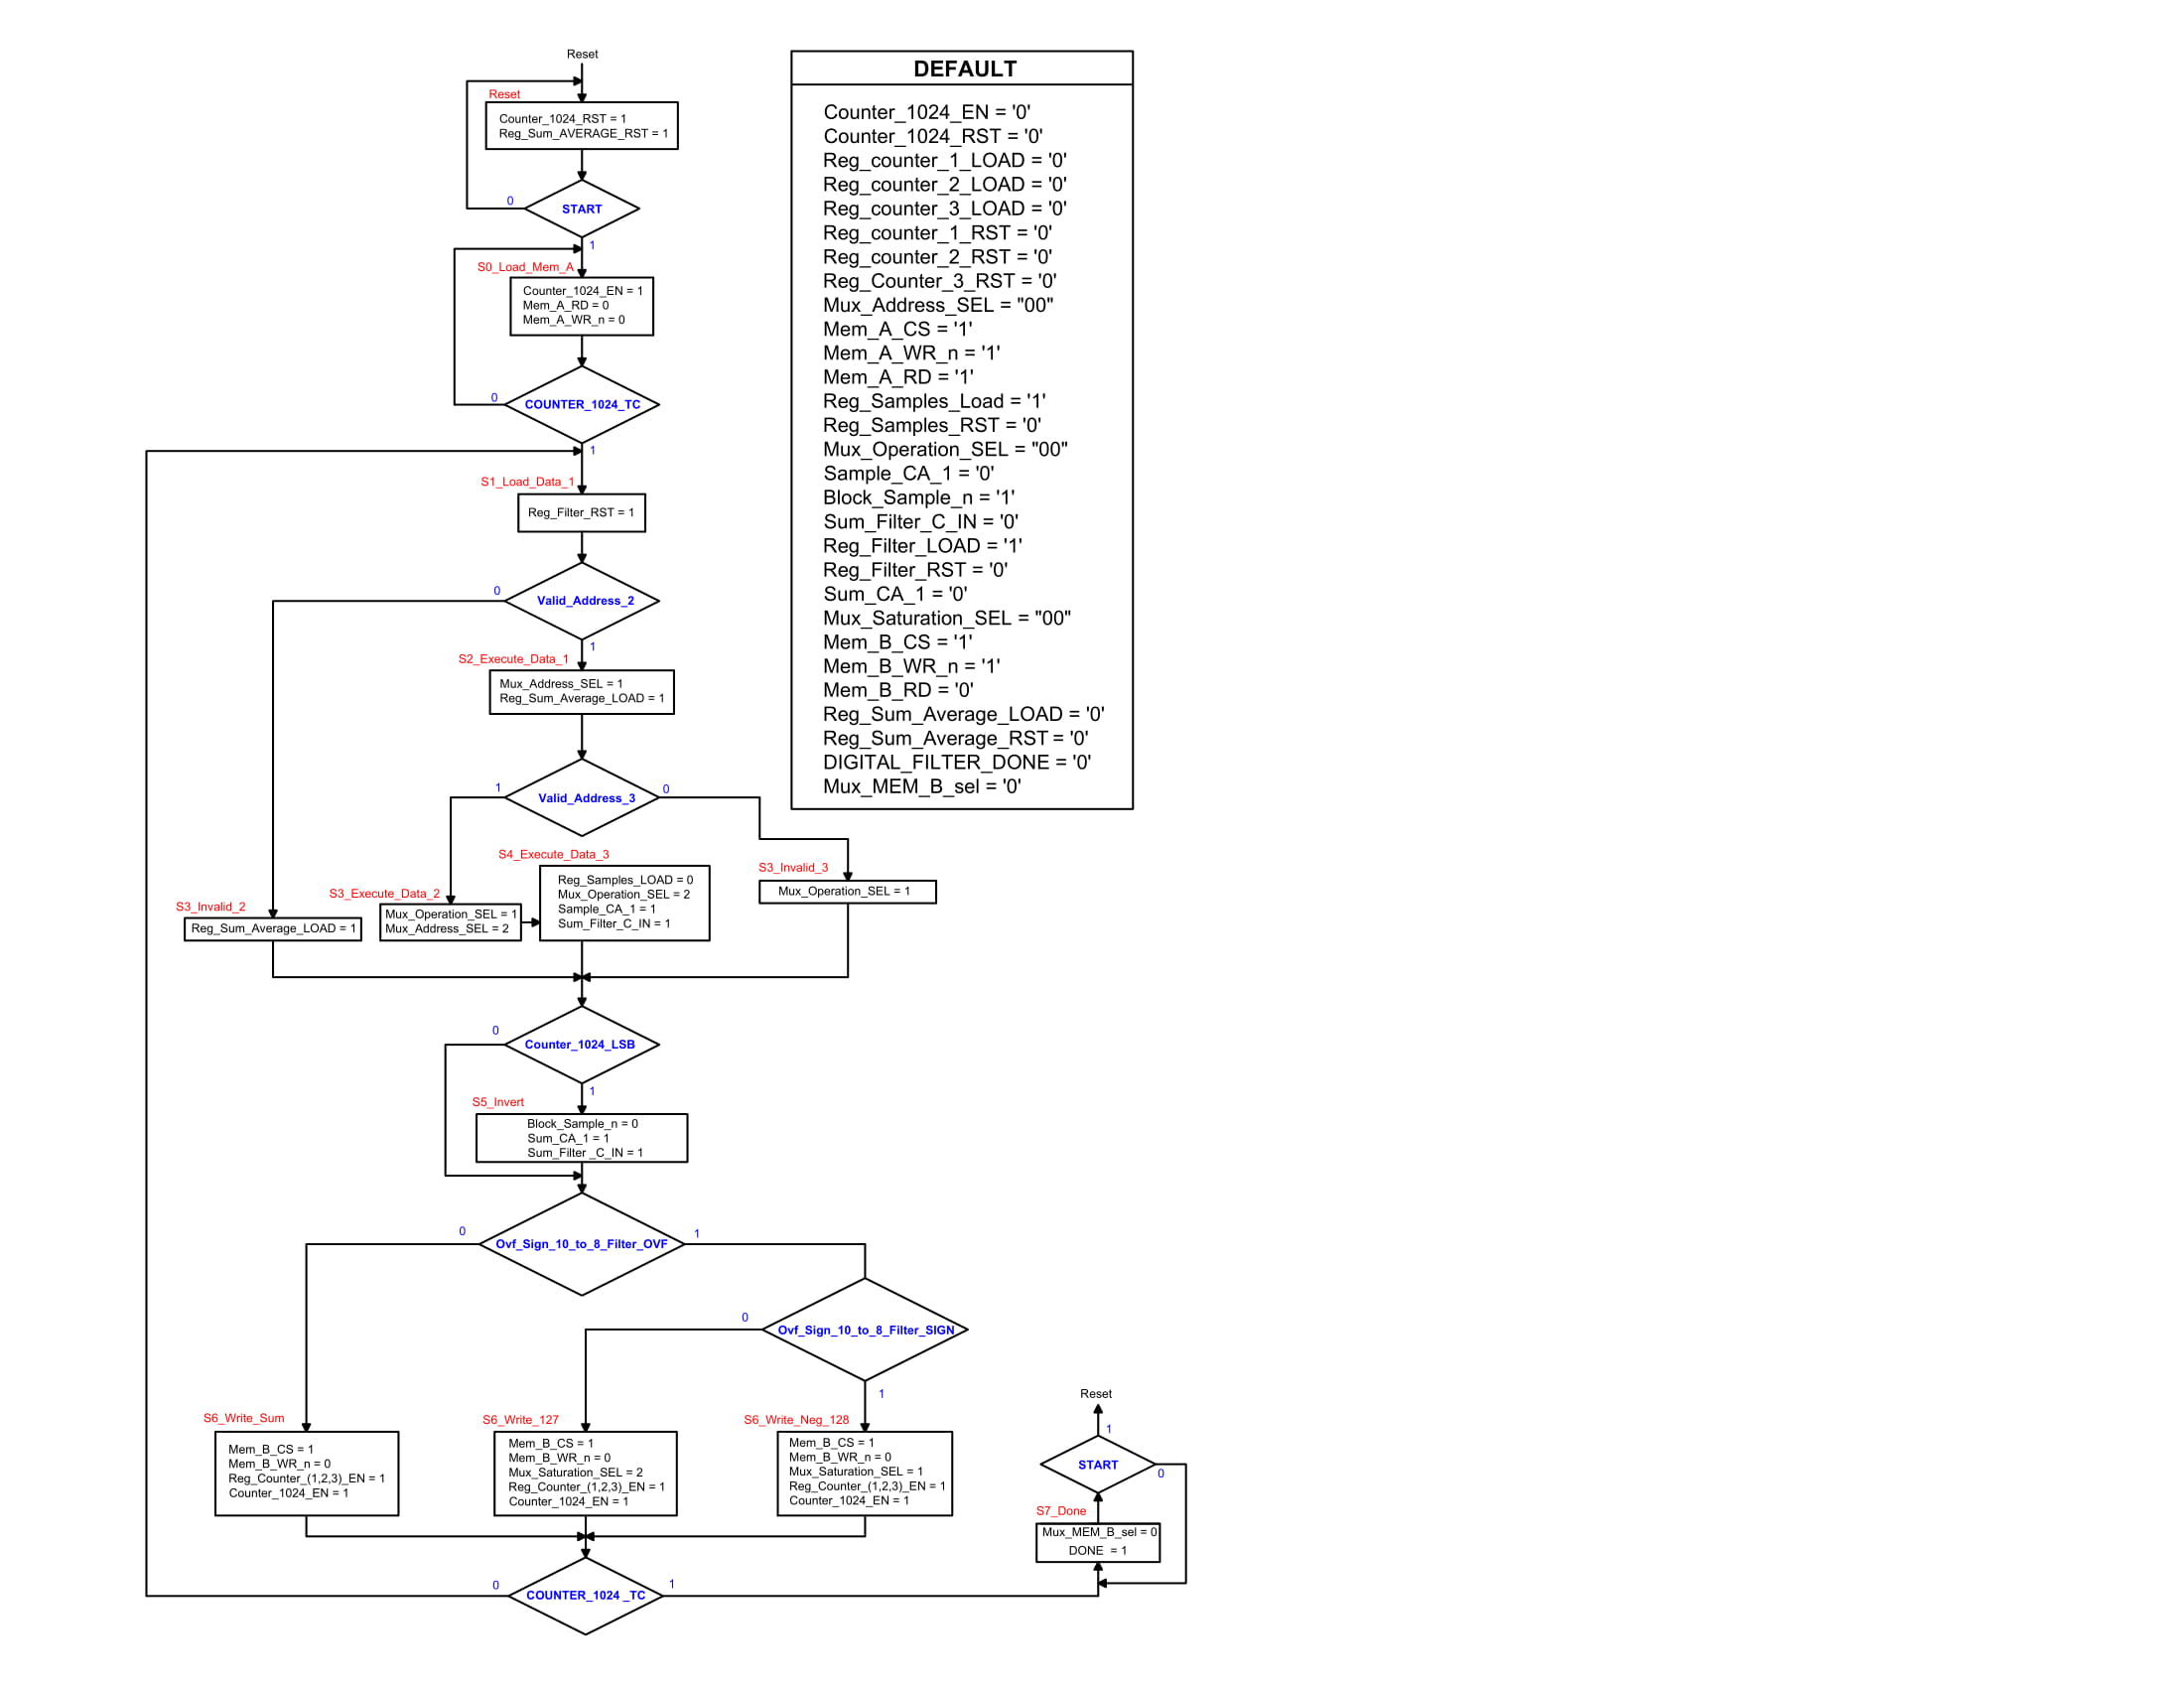 Reset
Reset
Counter_1024_RST = 1
Reg_Sum_AVERAGE_RST = 1
START
0
1
S0_Load_Mem_A
Counter_1024_EN = 1
Mem_A_RD = 0
Mem_A_WR_n = 0
COUNTER_1024_TC
0
1
S1_Load_Data_1
Reg_Filter_RST = 1
Valid_Address_2
0
1
S2_Execute_Data_1
Mux_Address_SEL = 1
Reg_Sum_Average_LOAD = 1
Valid_Address_3
1
0
S3_Invalid_2
Reg_Sum_Average_LOAD = 1
S3_Execute_Data_2
Mux_Operation_SEL = 1
Mux_Address_SEL = 2
S4_Execute_Data_3
Reg_Samples_LOAD = 0
Mux_Operation_SEL = 2
Sample_CA_1 = 1
Sum_Filter_C_IN = 1
S3_Invalid_3
Mux_Operation_SEL = 1
Counter_1024_LSB
0
1
S5_Invert
Block_Sample_n = 0
Sum_CA_1 = 1
Sum_Filter _C_IN = 1
Ovf_Sign_10_to_8_Filter_OVF
0
1
Ovf_Sign_10_to_8_Filter_SIGN
0
1
S6_Write_Sum
Mem_B_CS = 1
Mem_B_WR_n = 0
Reg_Counter_(1,2,3)_EN = 1
Counter_1024_EN = 1
S6_Write_127
Mem_B_CS = 1
Mem_B_WR_n = 0
Mux_Saturation_SEL = 2
Reg_Counter_(1,2,3)_EN = 1
Counter_1024_EN = 1
S6_Write_Neg_128
Mem_B_CS = 1
Mem_B_WR_n = 0
Mux_Saturation_SEL = 1
Reg_Counter_(1,2,3)_EN = 1
Counter_1024_EN = 1
COUNTER_1024 _TC
0
1
Reset
1
START
0
S7_Done
Mux_MEM_B_sel = 0
DONE = 1
DEFAULT
Counter_1024_EN = '0'
Counter_1024_RST = '0'
Reg_counter_1_LOAD = '0'
Reg_counter_2_LOAD = '0'
Reg_counter_3_LOAD = '0'
Reg_counter_1_RST = '0'
Reg_counter_2_RST = '0'
Reg_Counter_3_RST = '0'
Mux_Address_SEL = "00"
Mem_A_CS = '1'
Mem_A_WR_n = '1'
Mem_A_RD = '1'
Reg_Samples_Load = '1'
Reg_Samples_RST = '0'
Mux_Operation_SEL = "00"
Sample_CA_1 = '0'
Block_Sample_n = '1'
Sum_Filter_C_IN = '0'
Reg_Filter_LOAD = '1'
Reg_Filter_RST = '0'
Sum_CA_1 = '0'
Mux_Saturation_SEL = "00"
Mem_B_CS = '1'
Mem_B_WR_n = '1'
Mem_B_RD = '0'
Reg_Sum_Average_LOAD = '0'
Reg_Sum_Average_RST = '0'
DIGITAL_FILTER_DONE = '0'
Mux_MEM_B_sel = '0'